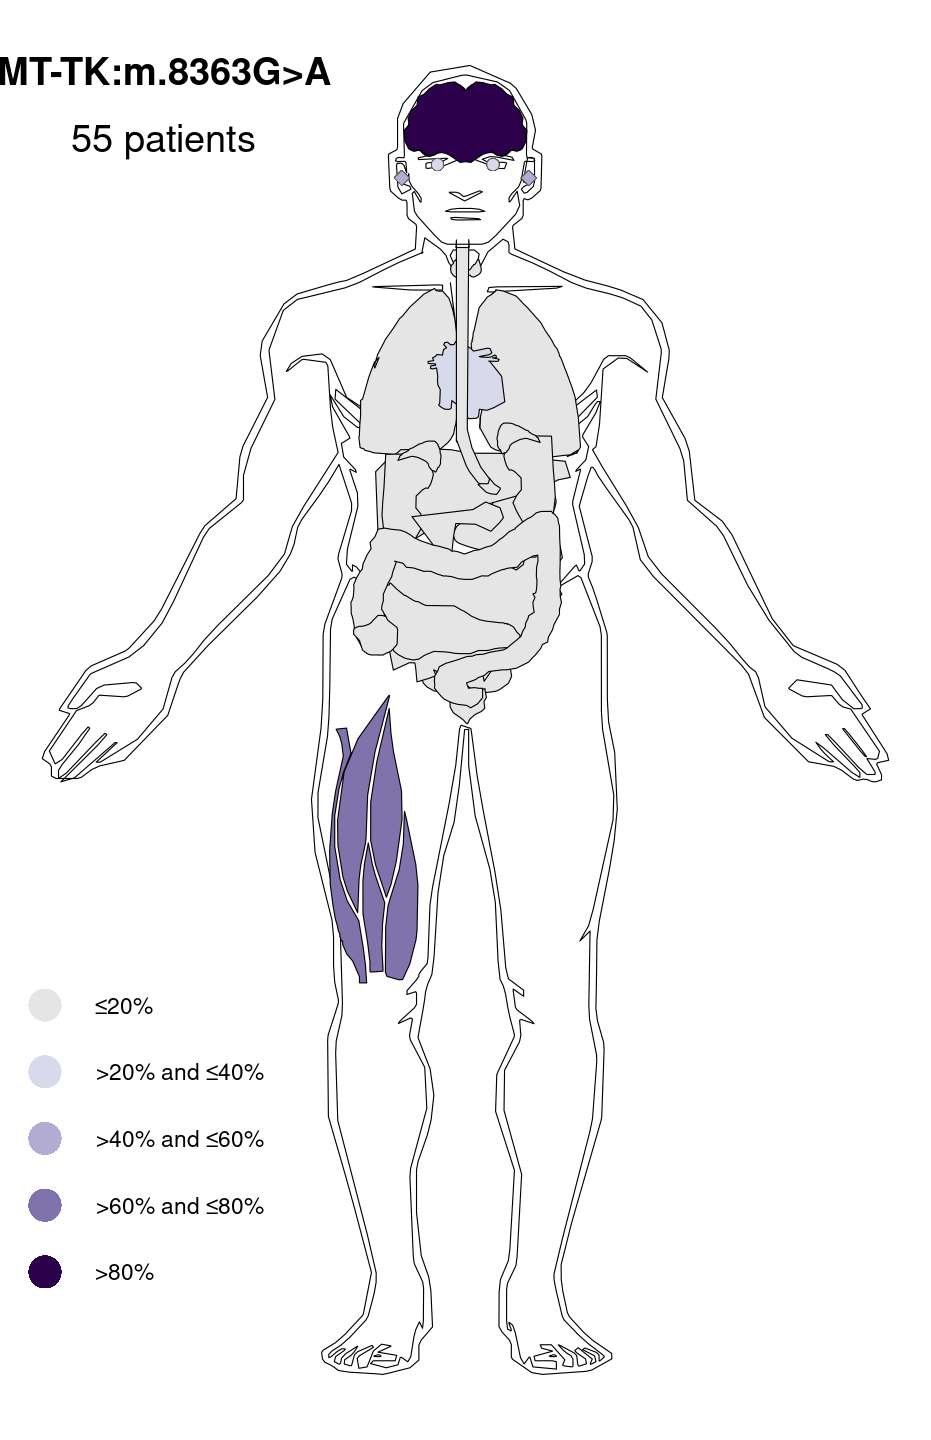 MT-TK:m.8363G>A
55 patients
≤20%
>20% and ≤40%
>40% and ≤60%
>60% and ≤80%
>80%